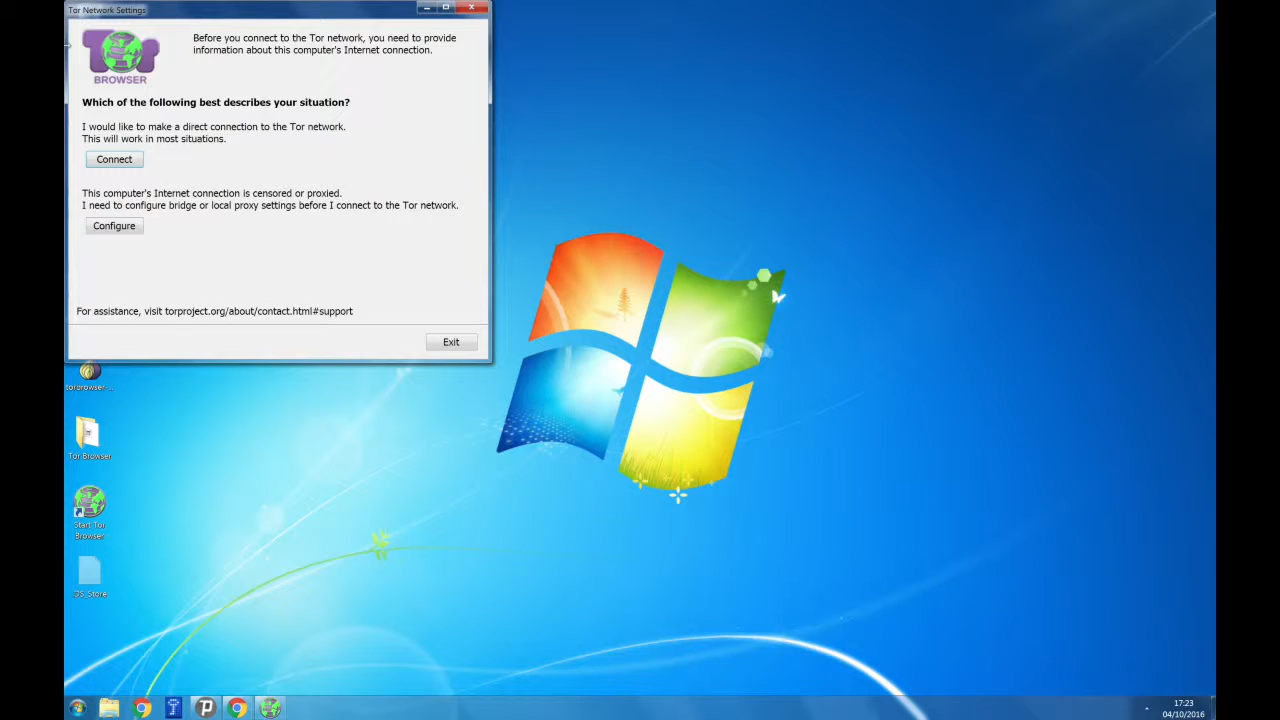 Tor Network Settings
Tor
BROWSER
Before you connect to the Tor network, you need to provide
information about this computer's Internet connection.
Which of the following best describes your situation?
I would like to make a direct connection to the Tor network.
This will work in most situations.
Connect
This computer's Internet connection is censored or proxied.
I need to configure bridge or local proxy settings before I connect to the Tor network.
Configure
For assistance, visit torproject.org/about/contact.html#support
Exit
torbrowser-...
Tor Browser
Start Tor
Browser
DS_Store
17:23
04/10/2016